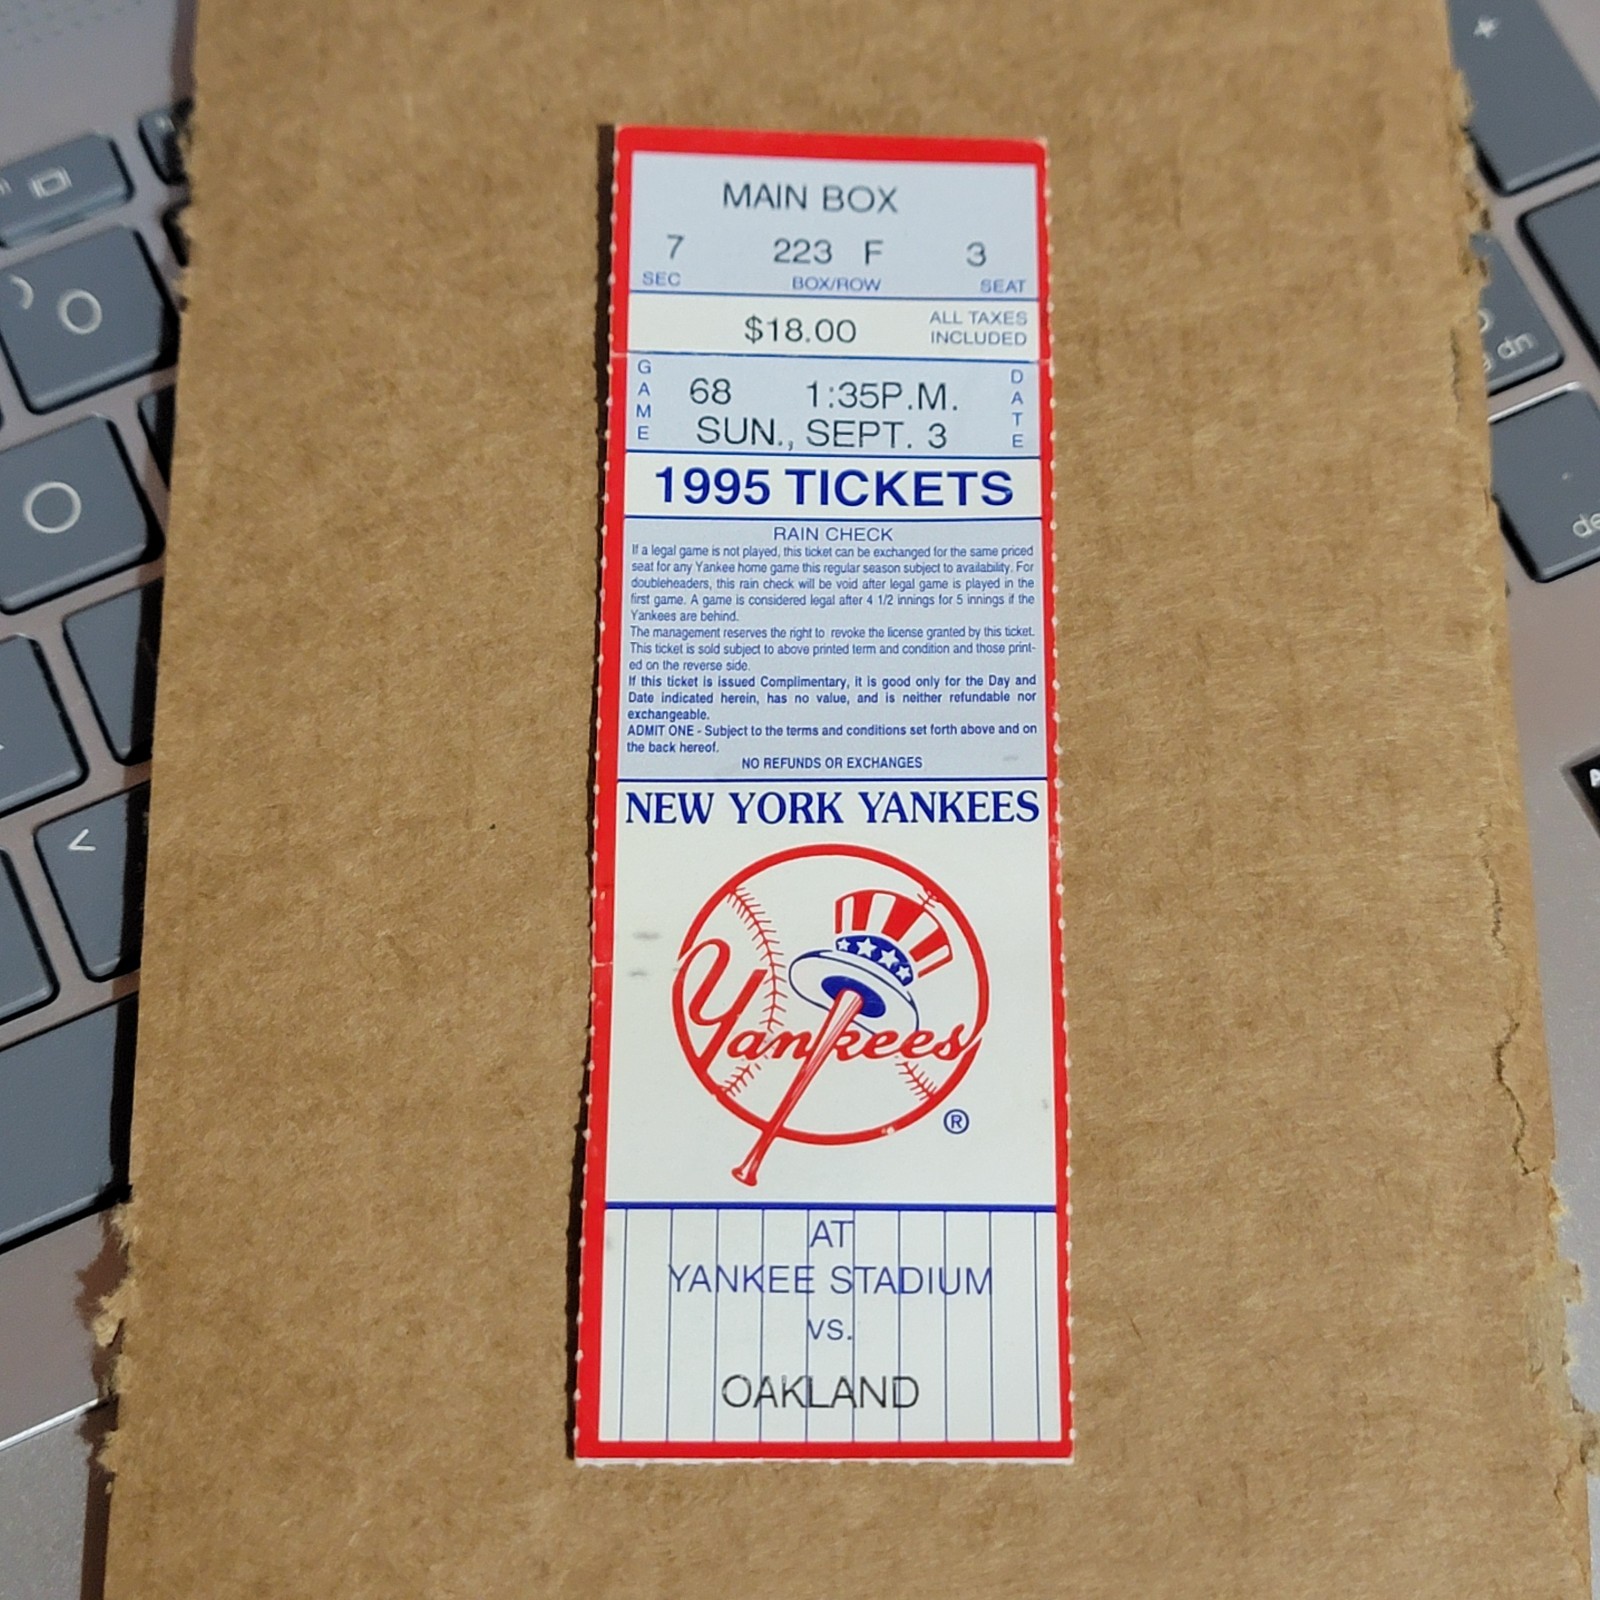 MAIN BOX
7 223 F 3
SEC BOX/ROW SEAT
$18.00 ALL TAXES
INCLUDED
GAME 68 1:35P.M. DATE
SUN., SEPT. 3
1995 TICKETS
RAIN CHECK
If a legal game is not played, this ticket can be exchanged for the same priced
seat for any Yankee home game this regular season subject to availability. For
doubleheaders, this rain check will be void after legal game is played in the
first game. A game is considered legal after 4 1/2 innings for 5 innings if the
Yankees are behind.
The management reserves the right to revoke the license granted by this ticket.
This ticket is sold subject to above printed term and condition and those print-
ed on the reverse side.
If this ticket is issued Complimentary, it is good only for the Day and
Date indicated herein, has no value, and is neither refundable nor
exchangeable.
ADMIT ONE - Subject to the terms and conditions set forth above and on
the back hereof.
NO REFUNDS OR EXCHANGES
NEW YORK YANKEES
Yankees
®
AT
YANKEE STADIUM
vs.
OAKLAND
O
O
<
+
dn
de